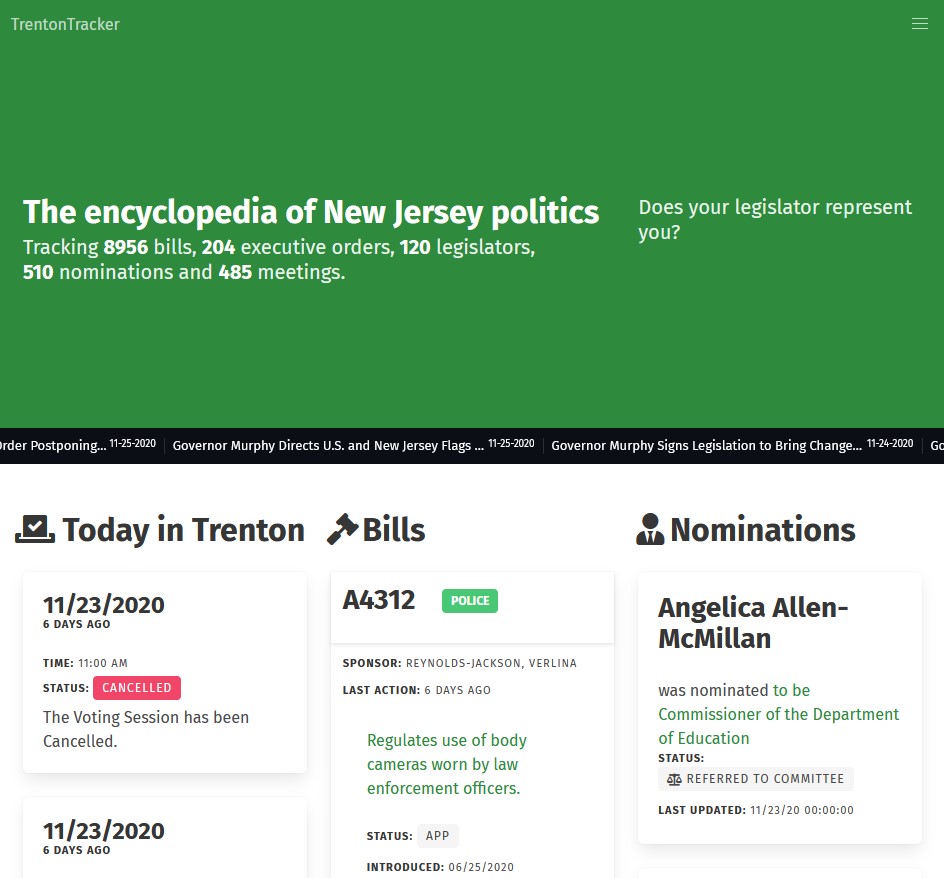 TrentonTracker
The encyclopedia of New Jersey politics
Tracking 8956 bills, 204 executive orders, 120 legislators,
510 nominations and 485 meetings.
Does your legislator represent
you?
Order Postponing... 11-25-2020
Governor Murphy Directs U.S. and New Jersey Flags ... 11-25-2020
Governor Murphy Signs Legislation to Bring Change... 11-24-2020
Go
Today in Trenton
11/23/2020
6 DAYS AGO
TIME: 11:00 AM
STATUS: CANCELLED
The Voting Session has been
Cancelled.
11/23/2020
6 DAYS AGO
Bills
A4312 POLICE
SPONSOR: REYNOLDS-JACKSON, VERLINA
LAST ACTION: 6 DAYS AGO
Regulates use of body
cameras worn by law
enforcement officers.
STATUS: APP
INTRODUCED: 06/25/2020
Nominations
Angelica Allen-
McMillan
was nominated to be
Commissioner of the Department
of Education
STATUS:
REFERRED TO COMMITTEE
LAST UPDATED: 11/23/20 00:00:00